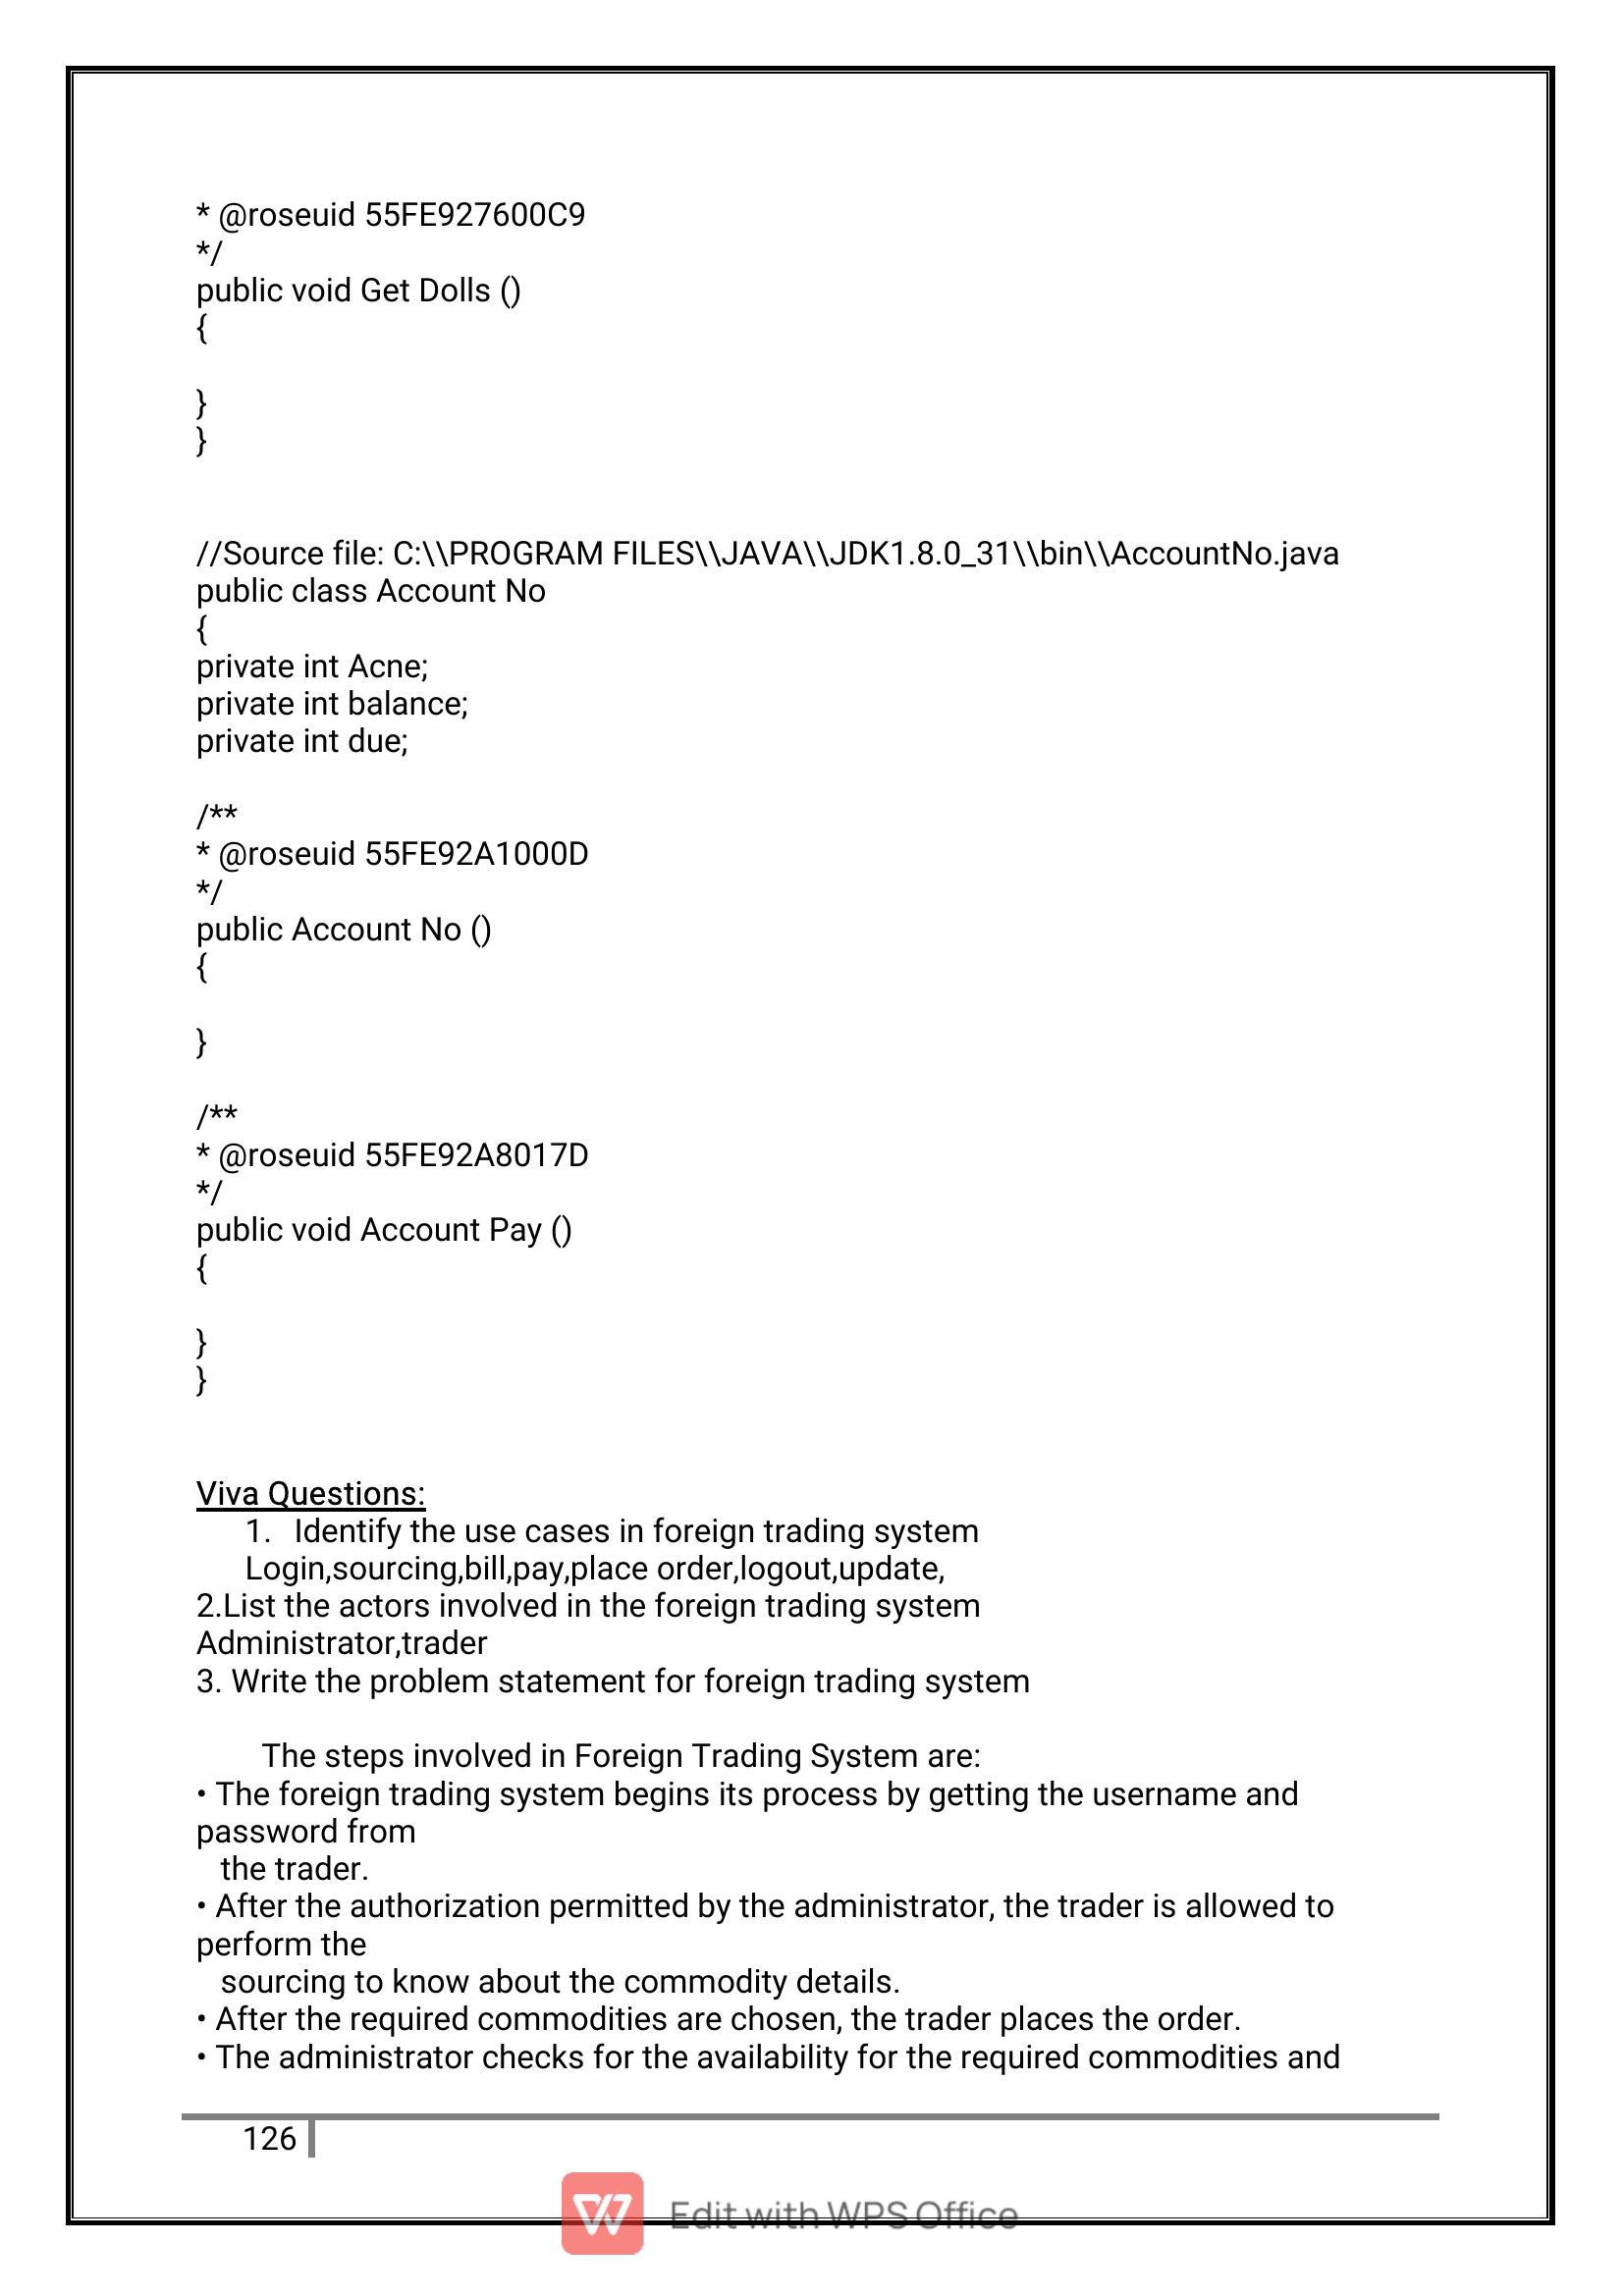 * @roseuid 55FE927600C9
*/
public void Get Dolls ()
{
}
}
//Source file: C:\\PROGRAM FILES\\JAVA\\JDK1.8.0_31\\bin\\AccountNo.java
public class Account No
{
private int Acne;
private int balance;
private int due;
/**
* @roseuid 55FE92A1000D
*/
public Account No ()
{
}
/**
* @roseuid 55FE92A8017D
*/
public void Account Pay ()
{
}
}
Viva Questions:
1. Identify the use cases in foreign trading system
Login,sourcing,bill,pay,place order,logout,update,
2.List the actors involved in the foreign trading system
Administrator,trader
3. Write the problem statement for foreign trading system
The steps involved in Foreign Trading System are:
• The foreign trading system begins its process by getting the username and
password from
the trader.
• After the authorization permitted by the administrator, the trader is allowed to
perform the
sourcing to know about the commodity details.
• After the required commodities are chosen, the trader places the order.
• The administrator checks for the availability for the required commodities and
126
Edit with WPS Office